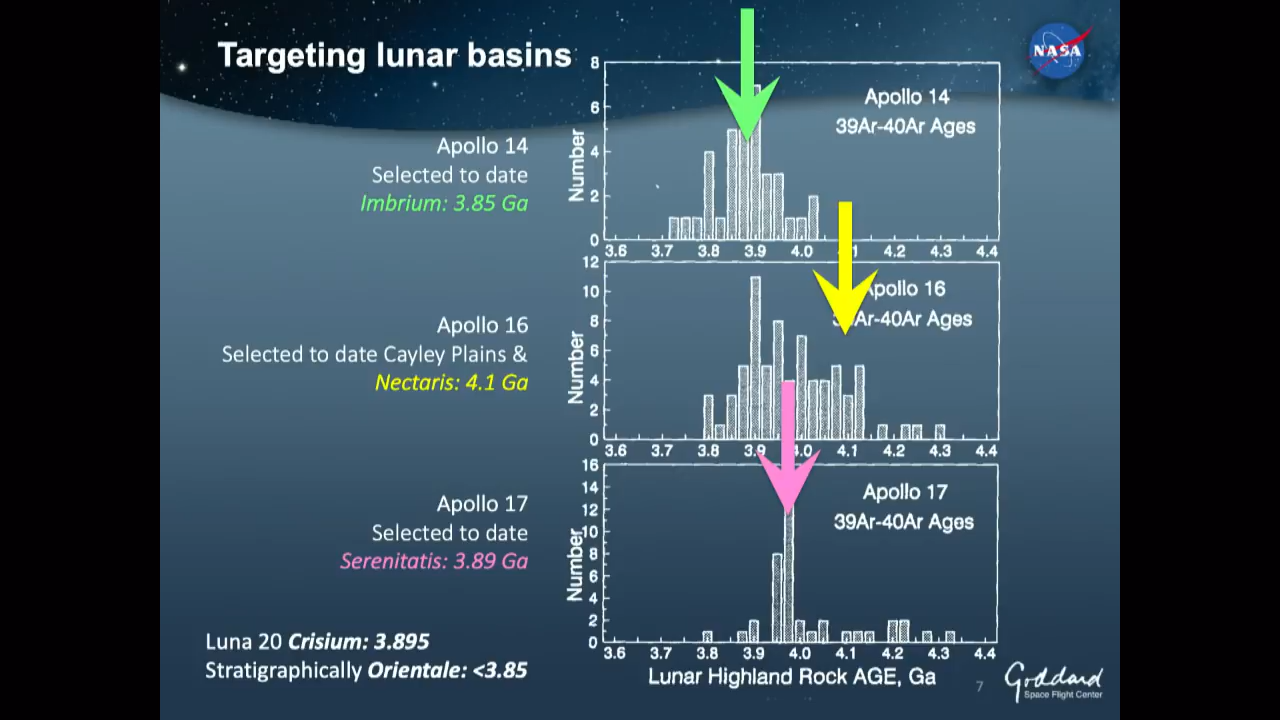 Targeting lunar basins
NASA
Apollo 14
Selected to date
Imbrium: 3.85 Ga
Apollo 16
Selected to date Cayley Plains &
Nectaris: 4.1 Ga
Apollo 17
Selected to date
Serenitatis: 3.89 Ga
Luna 20 Crisium: 3.895
Stratigraphically Orientale: <3.85
Number
8
6
4
2
0
Apollo 14
39Ar-40Ar Ages
3.6 3.7 3.8 3.9 4.0 4.2 4.3 4.4
Number
12
10
8
6
4
2
0
Apollo 16
Ar-40Ar Ages
3.6 3.7 3.8 3.9 4.0 4.1 4.2 4.3 4.4
Number
16
14
12
10
8
6
4
2
0
Apollo 17
39Ar-40Ar Ages
3.6 3.7 3.8 3.9 4.0 4.1 4.2 4.3 4.4
Lunar Highland Rock AGE, Ga
7
Goddard
Space Flight Center